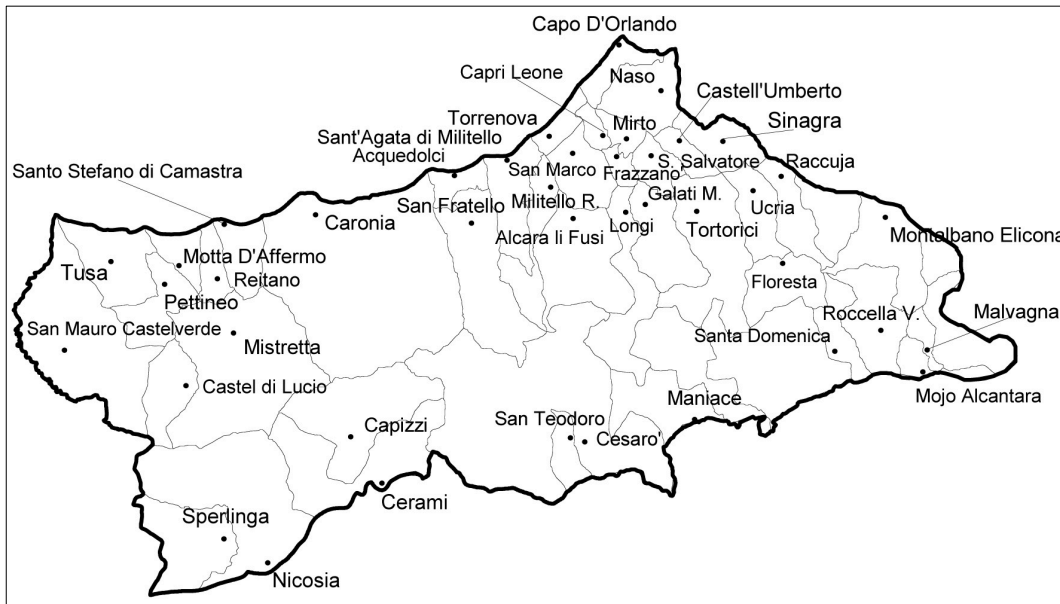 Capo D'Orlando
Capri Leone
Naso
Castell'Umberto
Torrenova
Mirto
Sinagra
Sant'Agata di Militello
Acquedolci
San Marco
Frazzano'
S. Salvatore
Raccuja
Santo Stefano di Camastra
San Fratello
Militello R.
Galati M.
Ucria
Caronia
Alcara li Fusi
Longi
Tortorici
Montalbano Elicona
Tusa
Motta D'Affermo
Reitano
Pettineo
Floresta
San Mauro Castelverde
Mistretta
Santa Domenica
Roccella V.
Malvagna
Castel di Lucio
Mojo Alcantara
Capizzi
San Teodoro
Cesaro'
Maniace
Cerami
Sperlinga
Nicosia